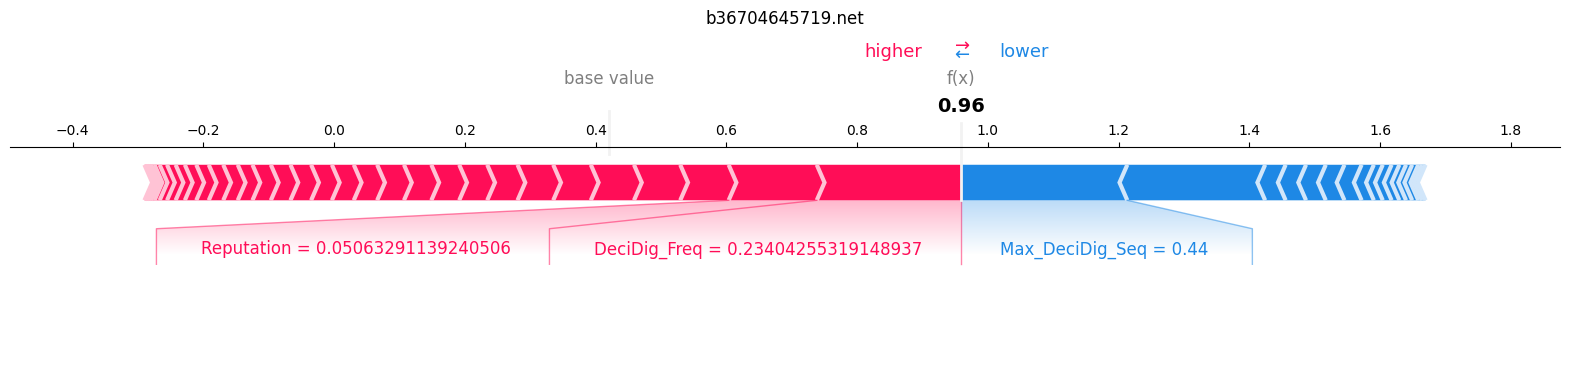 b36704645719.net
higher ⇄ lower
base value f(x)
0.96
−0.4 −0.2 0.0 0.2 0.4 0.6 0.8 1.0 1.2 1.4 1.6 1.8
Reputation = 0.05063291139240506 DeciDig_Freq = 0.23404255319148937 Max_DeciDig_Seq = 0.44